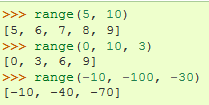 >>> range(5, 10)
[5, 6, 7, 8, 9]
>>> range(0, 10, 3)
[0, 3, 6, 9]
>>> range(-10, -100, -30)
[-10, -40, -70]